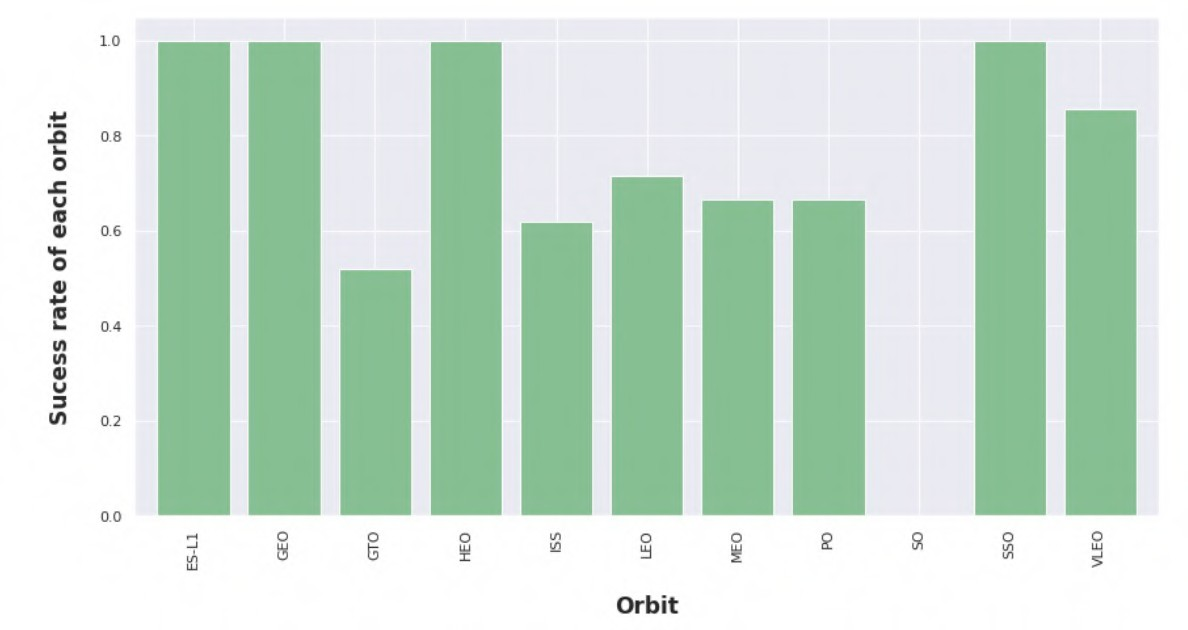 Sucess rate of each orbit
1.0
0.8
0.6
0.4
0.2
0.0
ES-L1
GEO
GTO
HEO
ISS
LEO
MEO
PO
SO
SSO
VLEO
Orbit